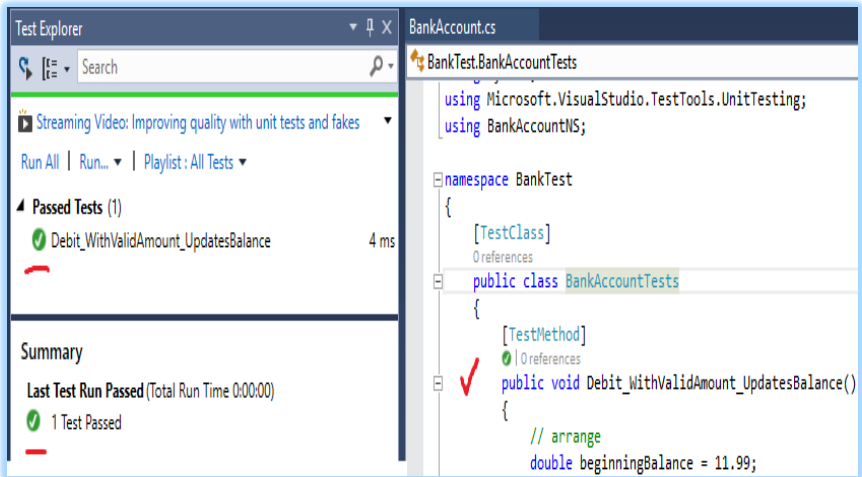 Test Explorer
Search
Streaming Video: Improving quality with unit tests and fakes
Run All | Run... | Playlist : All Tests
Passed Tests (1)
Debit_WithValidAmount_UpdatesBalance 4 ms
Summary
Last Test Run Passed (Total Run Time 0:00:00)
1 Test Passed
BankAccount.cs
BankTest.BankAccountTests
using Microsoft.VisualStudio.TestTools.UnitTesting;
using BankAccountNS;
namespace BankTest
{
[TestClass]
0 references
public class BankAccountTests
{
[TestMethod]
| 0 references
public void Debit_WithValidAmount_UpdatesBalance()
{
// arrange
double beginningBalance = 11.99;